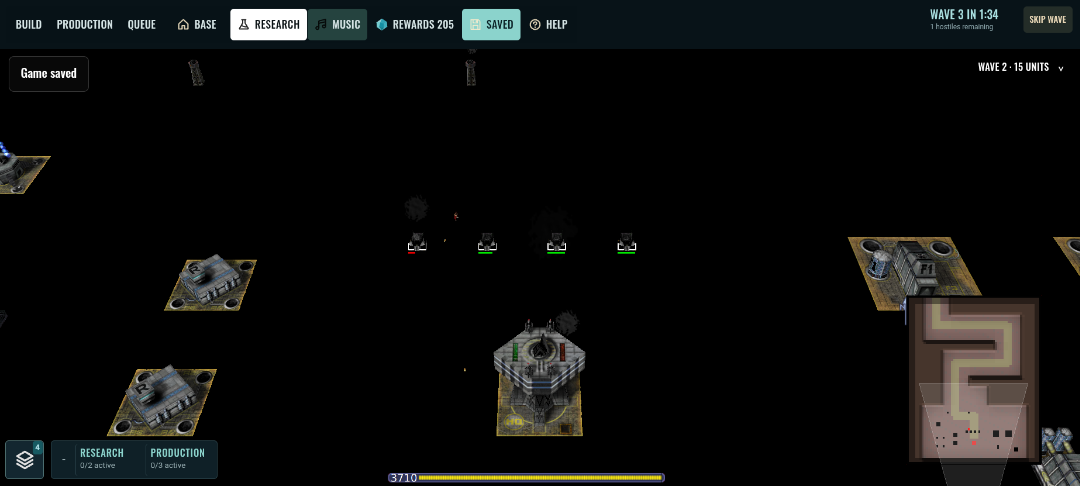 BUILD PRODUCTION QUEUE BASE RESEARCH MUSIC REWARDS 205 SAVED HELP
WAVE 3 IN 1:34
1 hostiles remaining
SKIP WAVE
Game saved
WAVE 2 · 15 UNITS
4
-
RESEARCH
0/2 active
PRODUCTION
0/3 active
3710